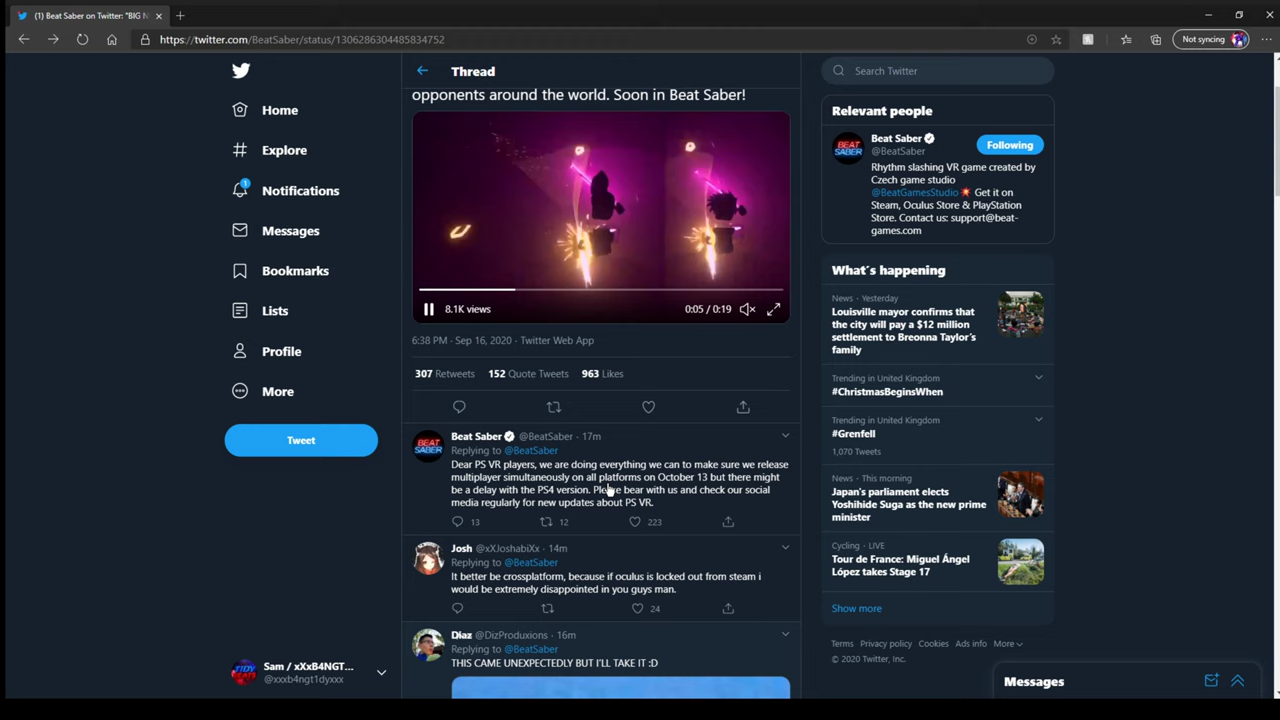 (1) Beat Saber on Twitter: "BIG N
https://twitter.com/BeatSaber/status/1306286304485834752
Not syncing
Home
Explore
1
Notifications
Messages
Bookmarks
Lists
Profile
More
Tweet
Sam / xXxB4NGT...
@xxxb4ngt1dyxxx
Thread
opponents around the world. Soon in Beat Saber!
8.1K views
0:05 / 0:19
6:38 PM · Sep 16, 2020 · Twitter Web App
307 Retweets 152 Quote Tweets 963 Likes
BEAT SABER
Beat Saber @BeatSaber · 17m
Replying to @BeatSaber
Dear PS VR players, we are doing everything we can to make sure we release
multiplayer simultaneously on all platforms on October 13 but there might
be a delay with the PS4 version. Please bear with us and check our social
media regularly for new updates about PS VR.
13 12 223
Josh @xXJoshabiXx · 14m
Replying to @BeatSaber
It better be crossplatform, because if oculus is locked out from steam i
would be extremely disappointed in you guys man.
24
Diaz @DizProduxions · 16m
Replying to @BeatSaber
THIS CAME UNEXPECTEDLY BUT I'LL TAKE IT :D
Search Twitter
Relevant people
BEAT SABER
Beat Saber
@BeatSaber
Following
Rhythm slashing VR game created by
Czech game studio
@BeatGamesStudio Get it on
Steam, Oculus Store & PlayStation
Store. Contact us: support@beat-
games.com
What's happening
News · Yesterday
Louisville mayor confirms that
the city will pay a $12 million
settlement to Breonna Taylor's
family
Trending in United Kingdom
#ChristmasBeginsWhen
Trending in United Kingdom
#Grenfell
1,070 Tweets
News · This morning
Japan's parliament elects
Yoshihide Suga as the new prime
minister
Cycling · LIVE
Tour de France: Miguel Ángel
López takes Stage 17
Show more
Terms Privacy policy Cookies Ads info More
© 2020 Twitter, Inc.
Messages